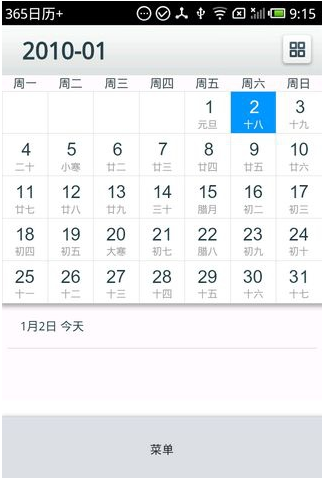 365日历+ 9:15
2010-01
周一 周二 周三 周四 周五 周六 周日
1 2 3
元旦 十八 十九
4 5 6 7 8 9 10
二十 小寒 廿二 廿三 廿四 廿五 廿六
11 12 13 14 15 16 17
廿七 廿八 廿九 三十 腊月 初二 初三
18 19 20 21 22 23 24
初四 初五 大寒 初七 腊八 初九 初十
25 26 27 28 29 30 31
十一 十二 十三 十四 十五 十六 十七
1月2日 今天
菜单